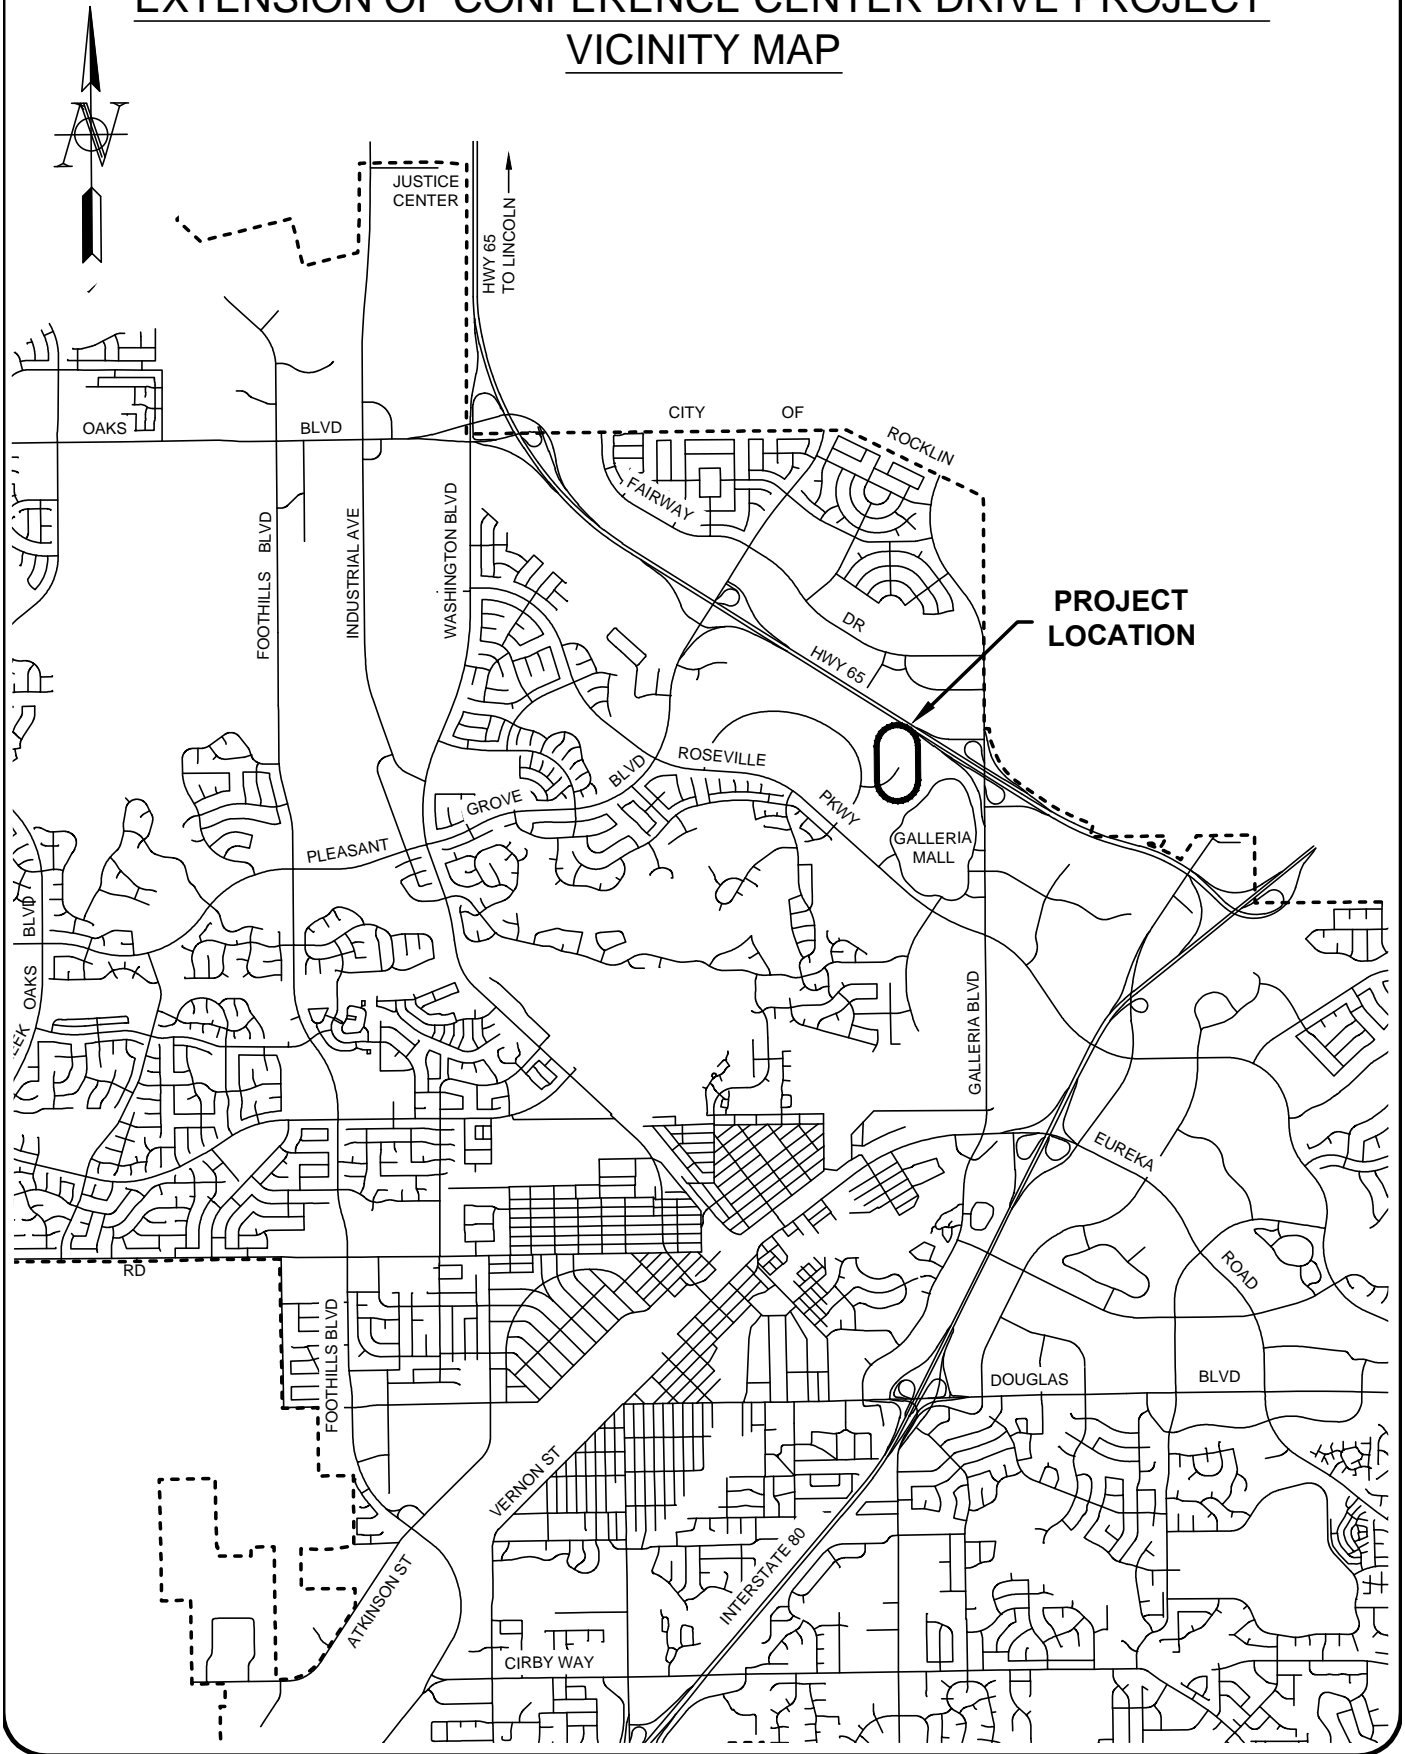 EXTENSION OF CONFERENCE CENTER DRIVE PROJECT
VICINITY MAP
N
JUSTICE
CENTER
HWY 65
TO LINCOLN
CITY OF
ROCKLIN
OAKS BLVD
FAIRWAY
DR
FOOTHILLS BLVD
INDUSTRIAL AVE
WASHINGTON BLVD
PROJECT
LOCATION
HWY 65
ROSEVILLE
PKWY
PLEASANT GROVE BLVD
GALLERIA
MALL
OAKS BLVD
GALLERIA BLVD
EUREKA
ROAD
RD
FOOTHILLS BLVD
DOUGLAS BLVD
VERNON ST
INTERSTATE 80
ATKINSON ST
CIRBY WAY